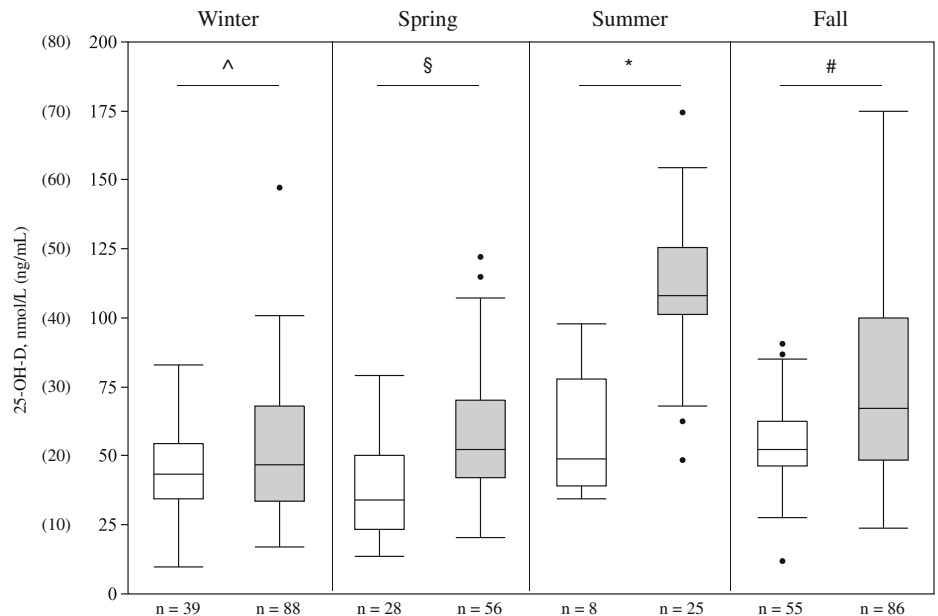 Winter Spring Summer Fall
^ § * #
25-OH-D, nmol/L (ng/mL)
(80) 200
(70) 175
(60) 150
(50) 125
(40) 100
(30) 75
(20) 50
(10) 25
0
n = 39 n = 88 n = 28 n = 56 n = 8 n = 25 n = 55 n = 86